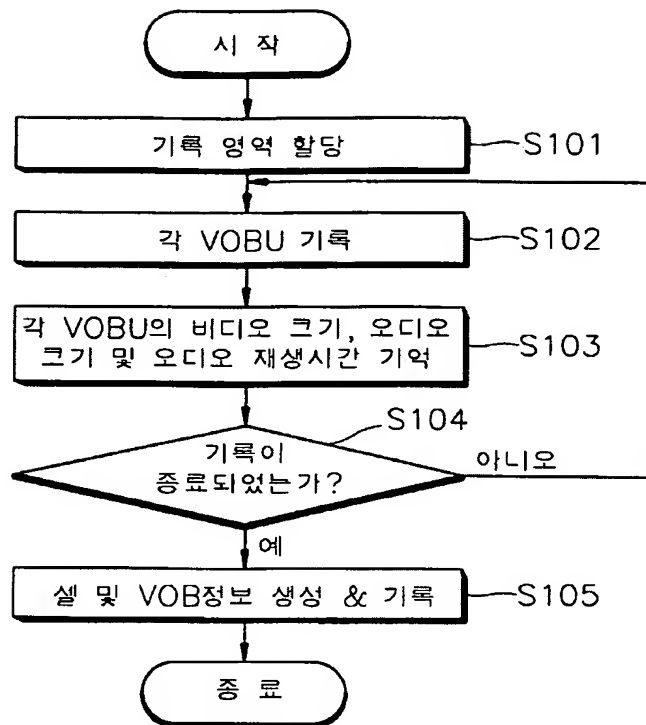 시 작
기록 영역 할당
S101
각 VOBU 기록
S102
각 VOBU의 비디오 크기, 오디오
크기 및 오디오 재생시간 기억
S103
S104
기록이
종료되었는가?
아니오
예
셀 및 VOB정보 생성 & 기록
S105
종 료